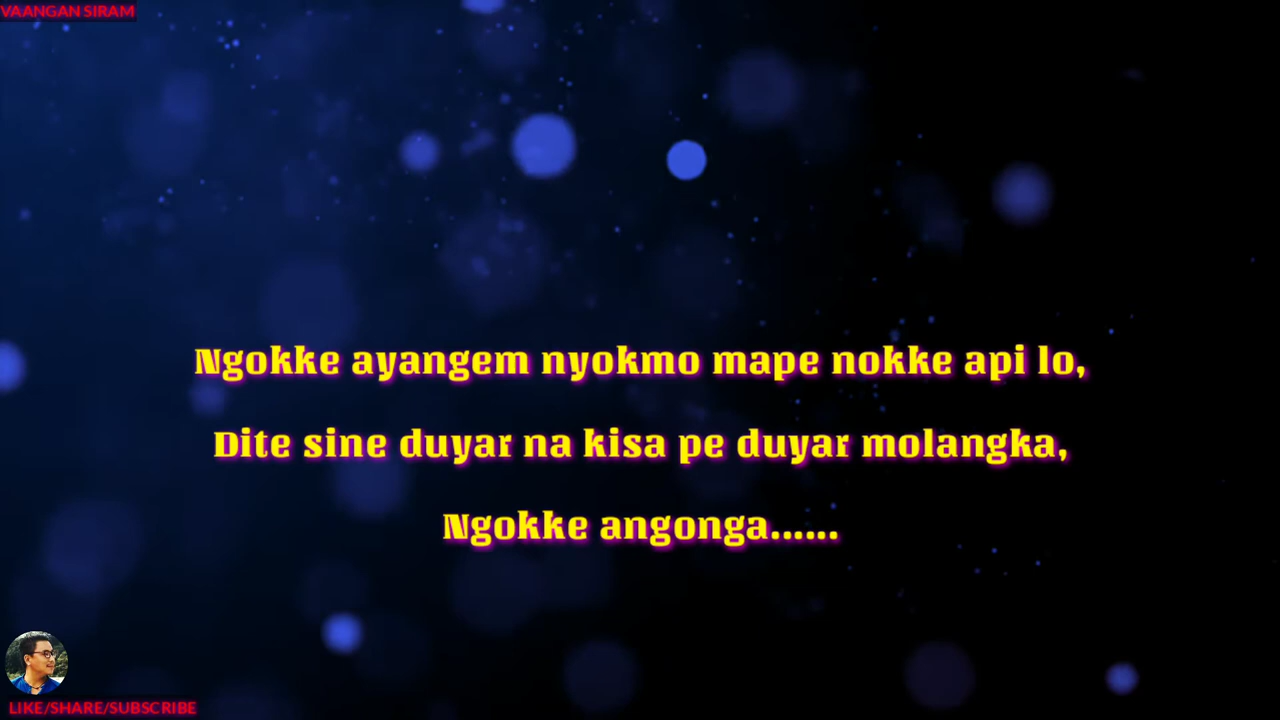 VAANGAN SIRAM
Ngokke ayangem nyokmo mape nokke api lo,
Dite sine duyar na kisa pe duyar molangka,
Ngokke angonga......
LIKE/SHARE/SUBSCRIBE